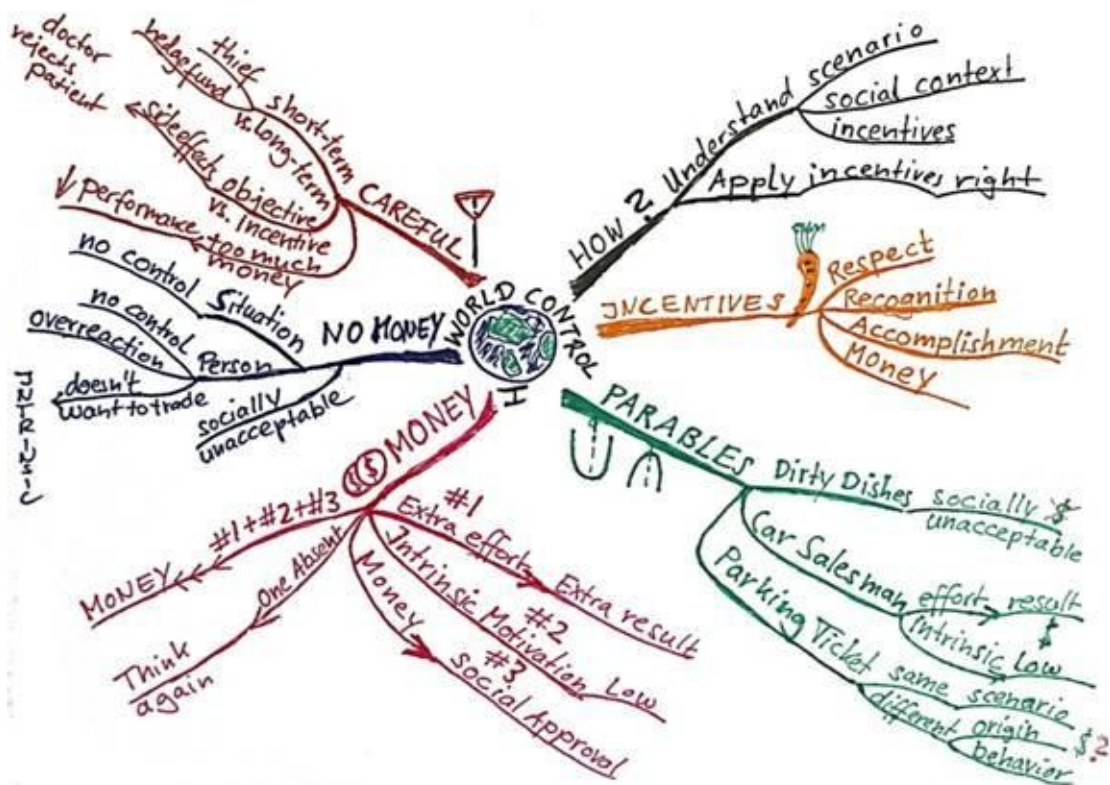 WORLD CONTROL
I
HOW?
Understand scenario
social context
incentives
Apply incentives right
INCENTIVES
Respect
Recognition
Accomplishment
Money
PARABLES
Dirty Dishes
socially $
unacceptable
Car Salesman
effort → result
$
Intrinsic Low
Parking Ticket
same scenario
different origin
behavior
$?
MONEY
$$
#1
Extra effort
Extra result
Intrinsic Motivation
#2
Low
Money
#3
social Approval
One Absent
Think
again
#1+#2+#3
MONEY
NO MONEY
Situation
no control
Person
no control
overreaction
doesn't
want to trade
INTRINSIC
socially
unacceptable
CAREFUL
!
short-term
vs. Long-term
thief
hedgefund
objective
vs. Incentive
side effects
doctor
rejects
patient
too much
money
↓ performance